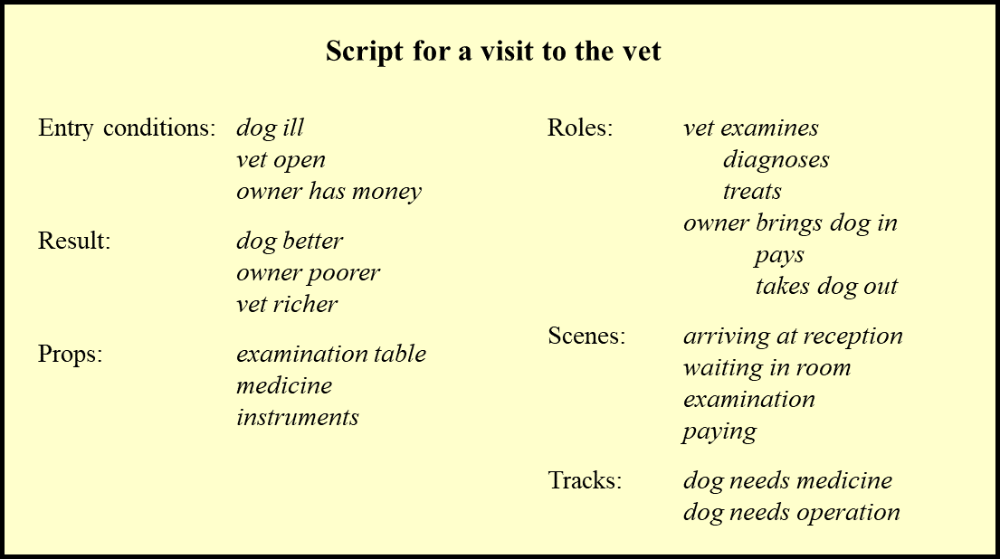 Script for a visit to the vet
Entry conditions: dog ill
vet open
owner has money
Result: dog better
owner poorer
vet richer
Props: examination table
medicine
instruments
Roles: vet examines
diagnoses
treats
owner brings dog in
pays
takes dog out
Scenes: arriving at reception
waiting in room
examination
paying
Tracks: dog needs medicine
dog needs operation